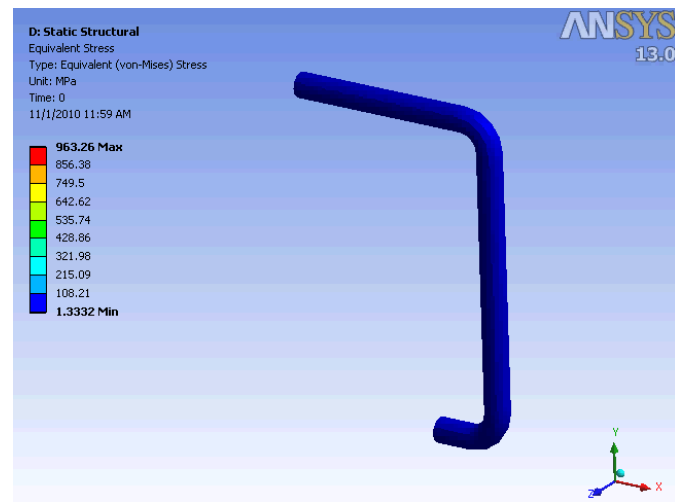 D: Static Structural
Equivalent Stress
Type: Equivalent (von-Mises) Stress
Unit: MPa
Time: 0
11/1/2010 11:59 AM
963.26 Max
856.38
749.5
642.62
535.74
428.86
321.98
215.09
108.21
1.3332 Min
ANSYS
13.0
Y
Z
X